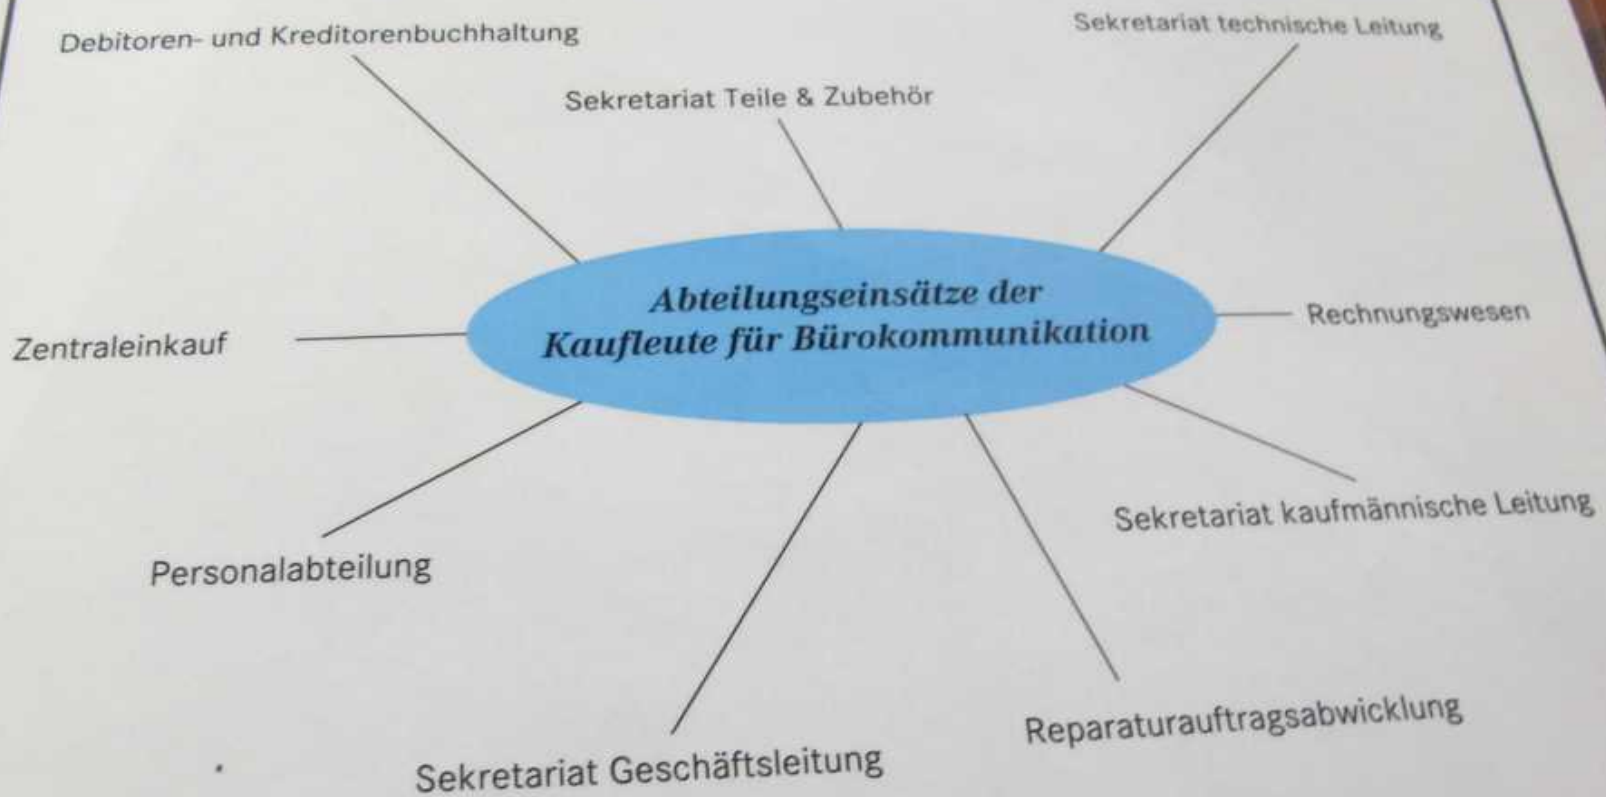 Debitoren- und Kreditorenbuchhaltung
Sekretariat technische Leitung
Sekretariat Teile & Zubehör
Abteilungseinsätze der
Kaufleute für Bürokommunikation
Rechnungswesen
Zentraleinkauf
Sekretariat kaufmännische Leitung
Personalabteilung
Reparaturauftragsabwicklung
Sekretariat Geschäftsleitung